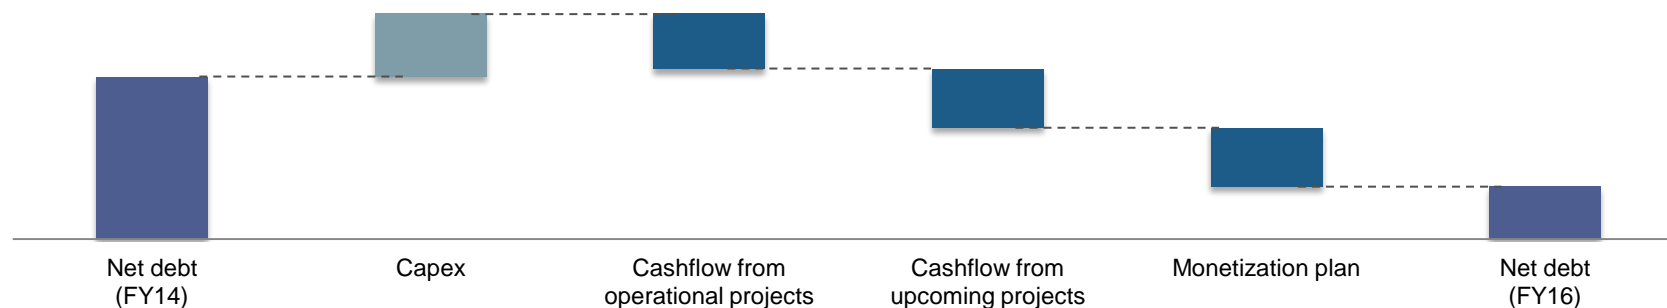 Net debt
(FY14)
Capex
Cashflow from
operational projects
Cashflow from
upcoming projects
Monetization plan
Net debt
(FY16)